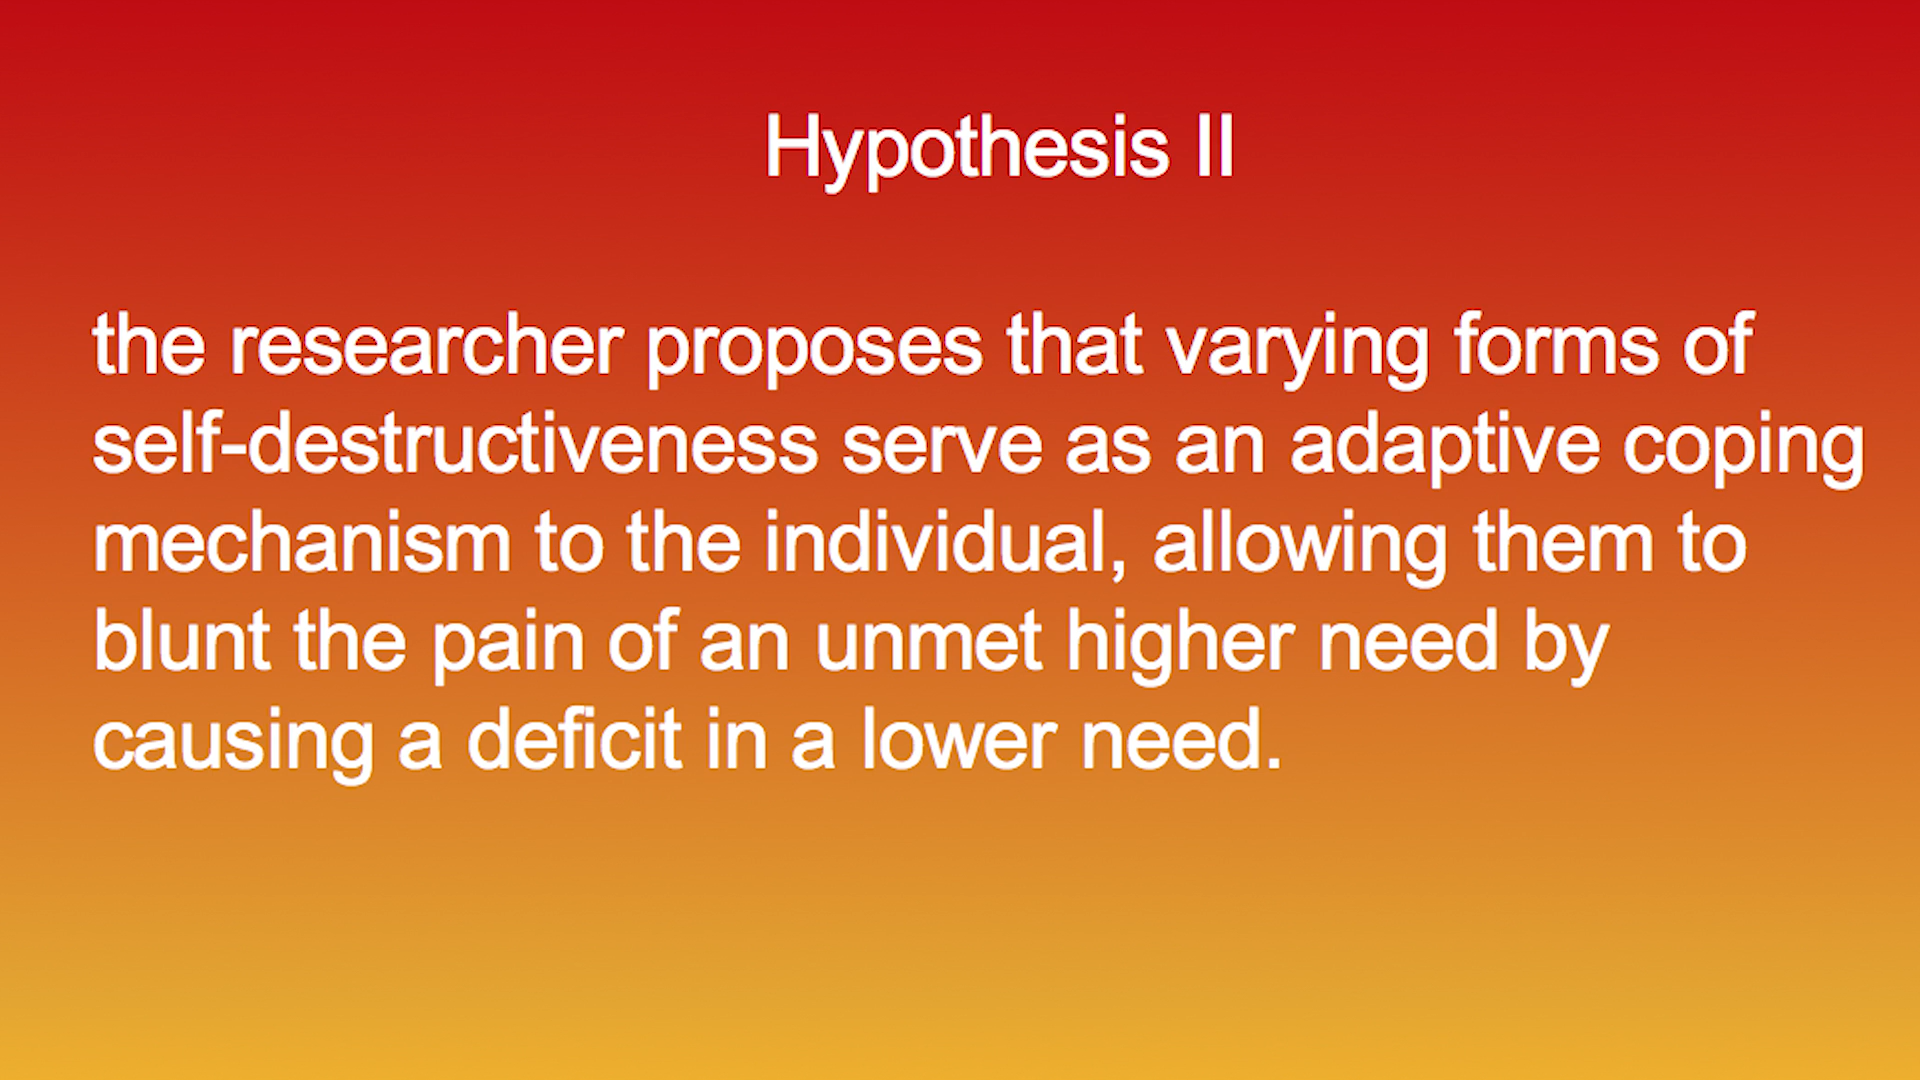 Hypothesis II
the researcher proposes that varying forms of
self-destructiveness serve as an adaptive coping
mechanism to the individual, allowing them to
blunt the pain of an unmet higher need by
causing a deficit in a lower need.